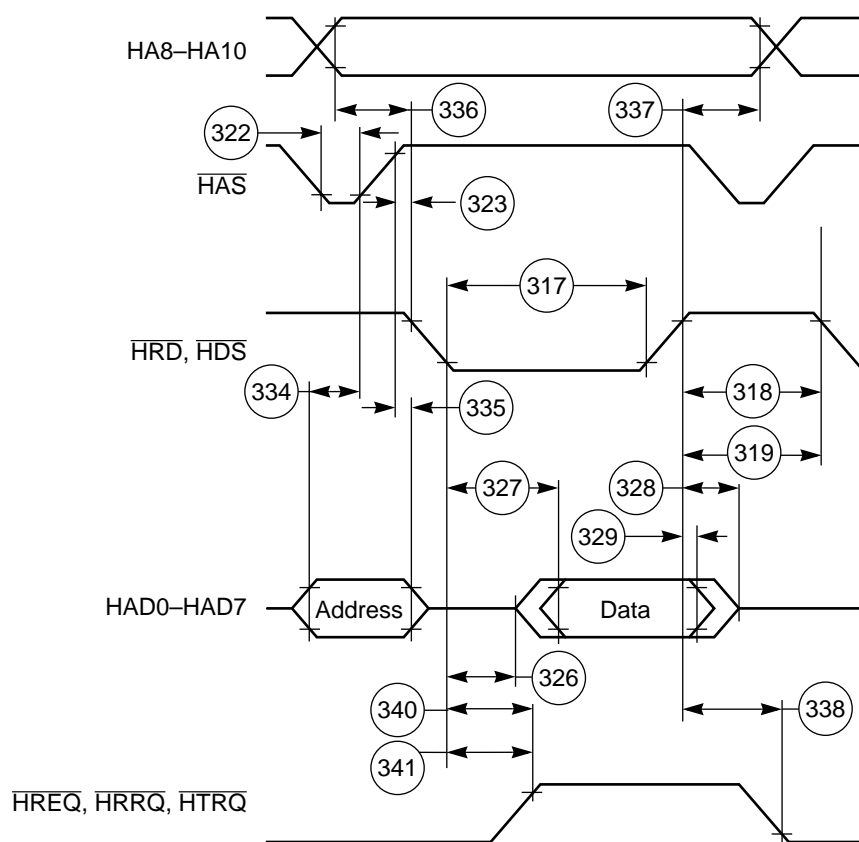 HA8–HA10
336
337
322
HAS
323
317
HRD, HDS
334
335
318
319
327
328
329
HAD0–HAD7
Address
Data
326
340
338
341
HREQ, HRRQ, HTRQ